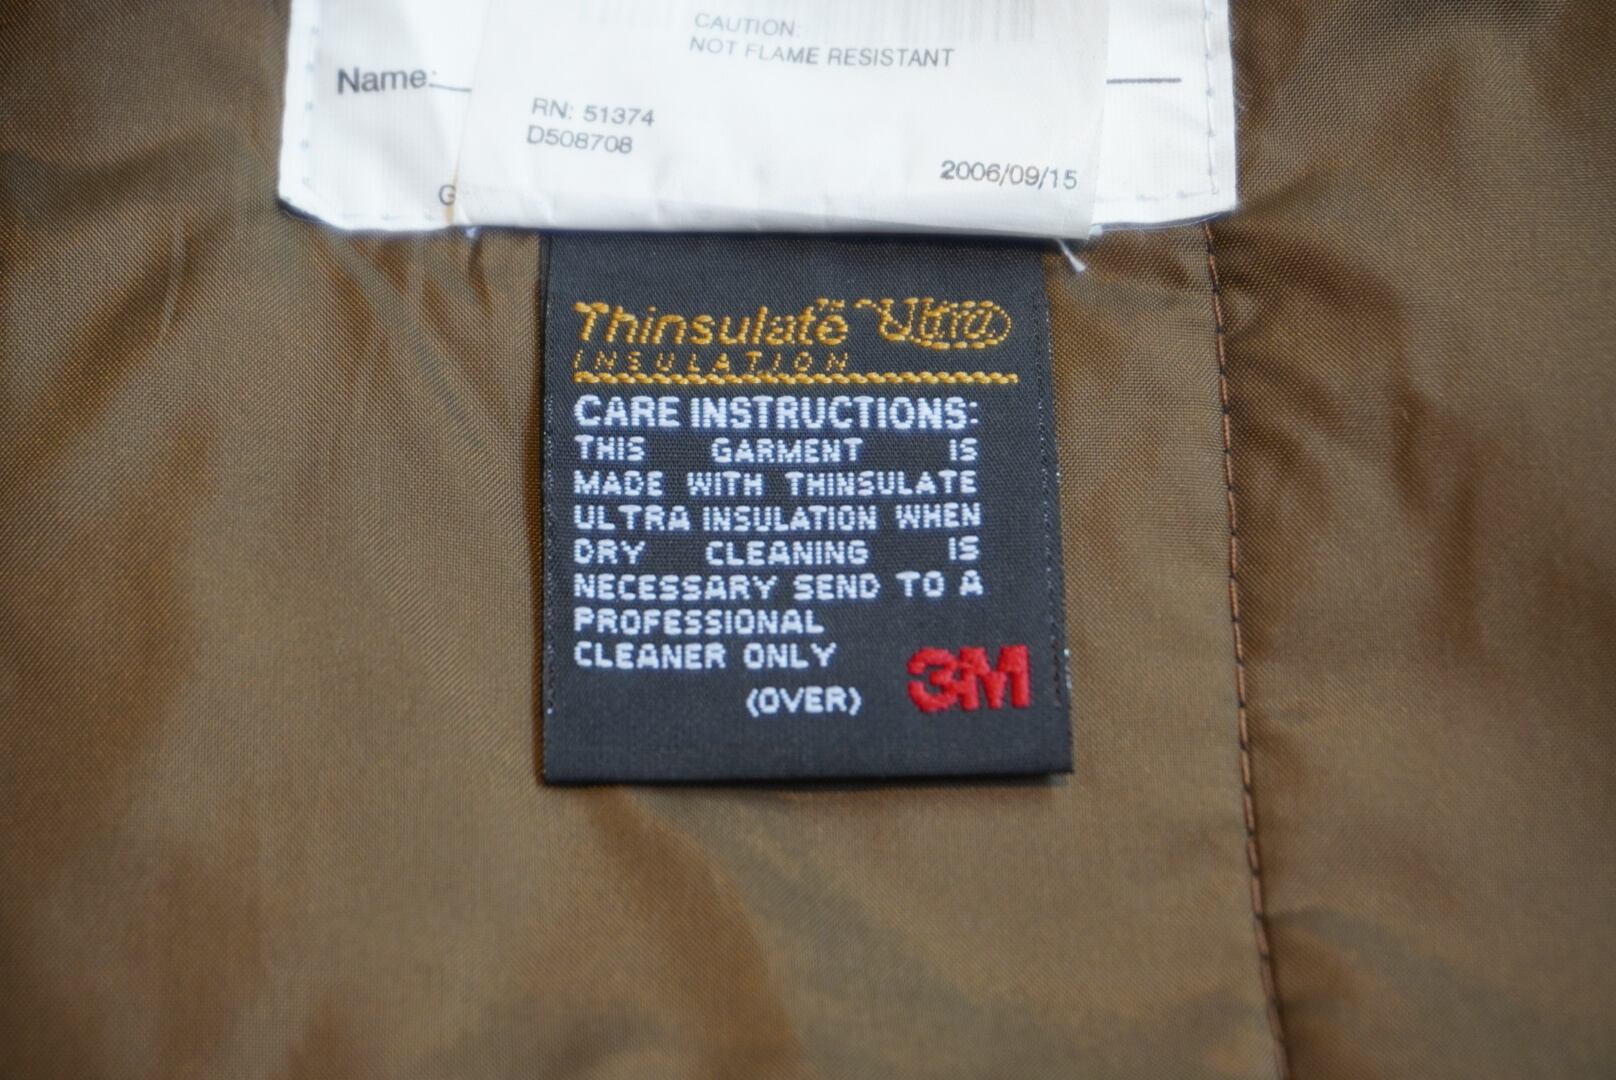 CAUTION:
NOT FLAME RESISTANT
Name:
RN: 51374
D508708
2006/09/15
G
Thinsulate™ Ultra
INSULATION
CARE INSTRUCTIONS:
THIS GARMENT IS
MADE WITH THINSULATE
ULTRA INSULATION WHEN
DRY CLEANING IS
NECESSARY SEND TO A
PROFESSIONAL
CLEANER ONLY
(OVER)
3M